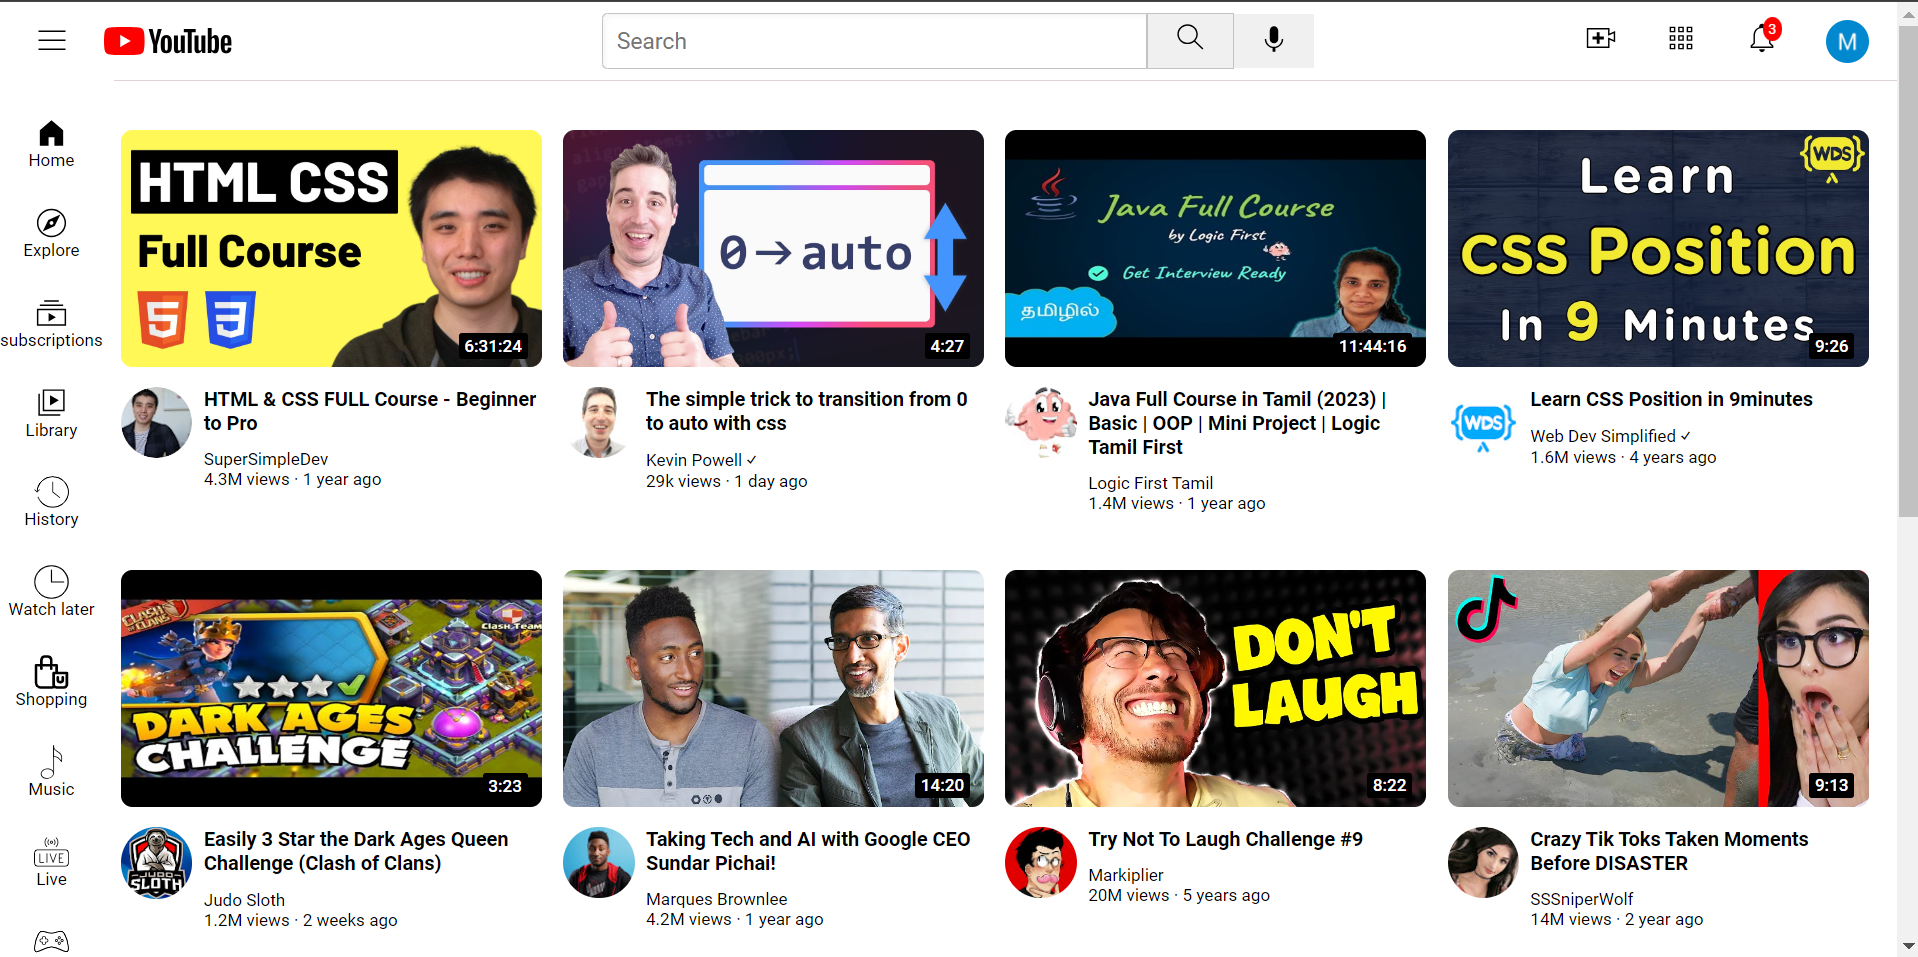 YouTube
Search
3
M
Home
Explore
subscriptions
Library
History
Watch later
Shopping
Music
LIVE
Live
HTML CSS
Full Course
5
3
6:31:24
HTML & CSS FULL Course - Beginner
to Pro
SuperSimpleDev
4.3M views · 1 year ago
0→auto
4:27
The simple trick to transition from 0
to auto with css
Kevin Powell ✓
29k views · 1 day ago
Java Full Course
by Logic First
Get Interview Ready
தமிழில்
11:44:16
Java Full Course in Tamil (2023) |
Basic | OOP | Mini Project | Logic
Tamil First
Logic First Tamil
1.4M views · 1 year ago
{WDS}
Learn
CSS Position
In 9 Minutes
9:26
{WDS}
Learn CSS Position in 9minutes
Web Dev Simplified ✓
1.6M views · 4 years ago
CLASH
OF CLANS
Clash Team
DARK AGES
CHALLENGE
3:23
JUDO
SLOTH
Easily 3 Star the Dark Ages Queen
Challenge (Clash of Clans)
Judo Sloth
1.2M views · 2 weeks ago
14:20
Taking Tech and AI with Google CEO
Sundar Pichai!
Marques Brownlee
4.2M views · 1 year ago
DON'T
LAUGH
8:22
Try Not To Laugh Challenge #9
Markiplier
20M views · 5 years ago
9:13
Crazy Tik Toks Taken Moments
Before DISASTER
SSSniperWolf
14M views · 2 year ago